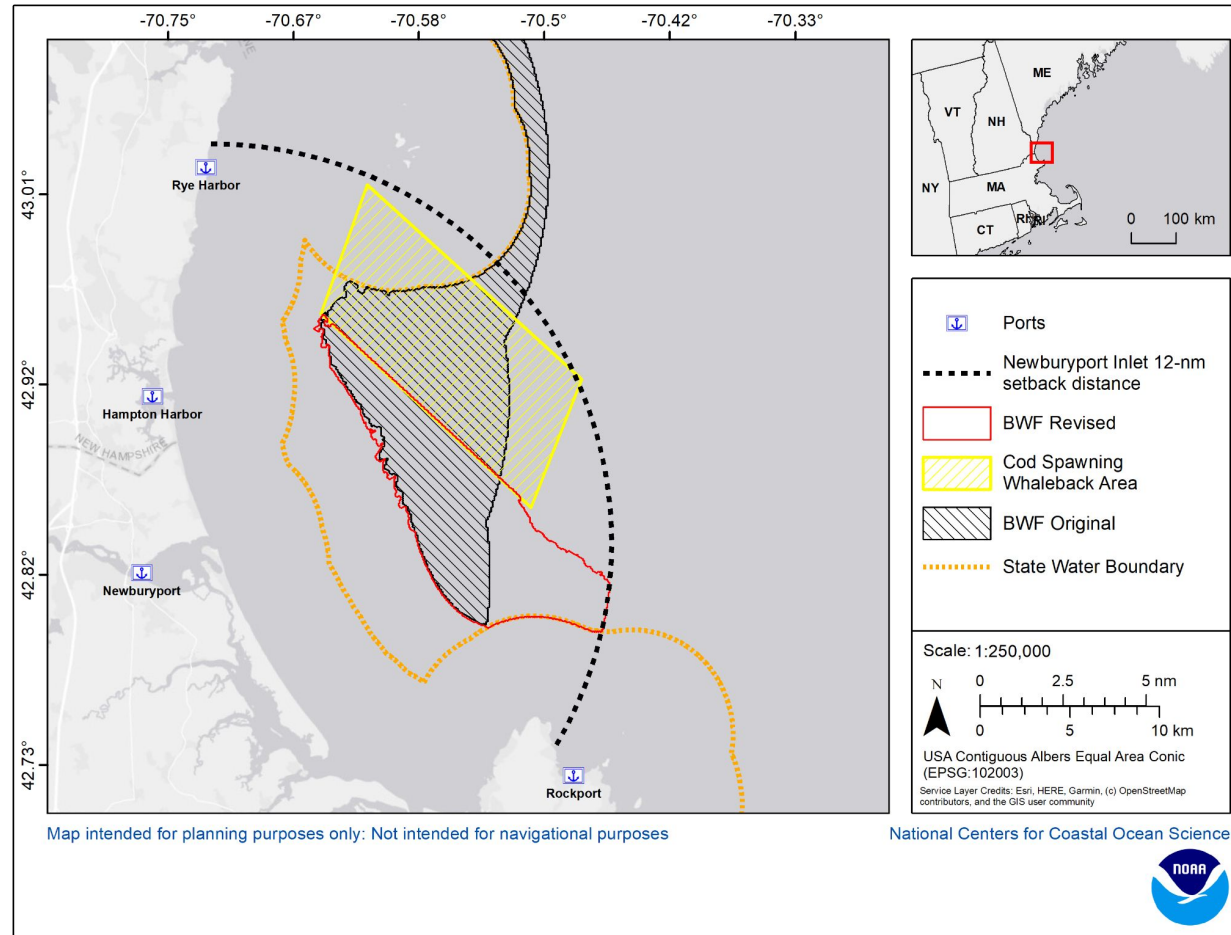 -70.75°
-70.67°
-70.58°
-70.5°
-70.42°
-70.33°
43.01°
42.92°
42.82°
42.73°
Rye Harbor
Hampton Harbor
NEW HAMPSHIRE
Newburyport
Rockport
ME
VT
NH
NY
MA
CT
RI
RI
0 100 km
Ports
Newburyport Inlet 12-nm
setback distance
BWF Revised
Cod Spawning
Whaleback Area
BWF Original
State Water Boundary
Scale: 1:250,000
N
0 2.5 5 nm
0 5 10 km
USA Contiguous Albers Equal Area Conic
(EPSG:102003)
Service Layer Credits: Esri, HERE, Garmin, (c) OpenStreetMap
contributors, and the GIS user community
Map intended for planning purposes only: Not intended for navigational purposes
National Centers for Coastal Ocean Science
NOAA